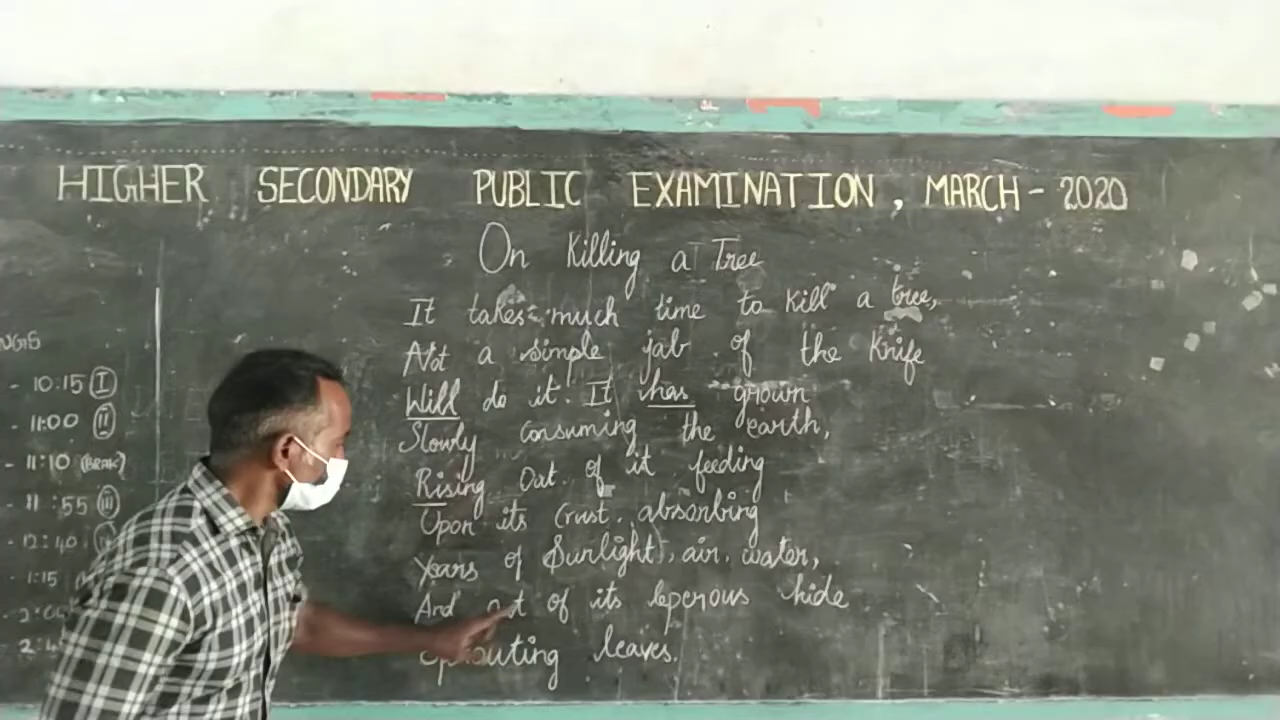 HIGHER SECONDARY PUBLIC EXAMINATION, MARCH - 2020
On Killing a Tree
It takes much time to kill a tree,
Not a simple jab of the Knife
Will do it. It has grown
Slowly consuming the earth,
Rising Out of it feeding
Upon its Crust, absorbing
Years of Sunlight, air, water,
And out of its leperous hide
Sprouting leaves.
NGS
- 10:15 I
- 11:00 II
- 11:10 (BRAK)
- 11:55 III
- 12:40
- 1:15